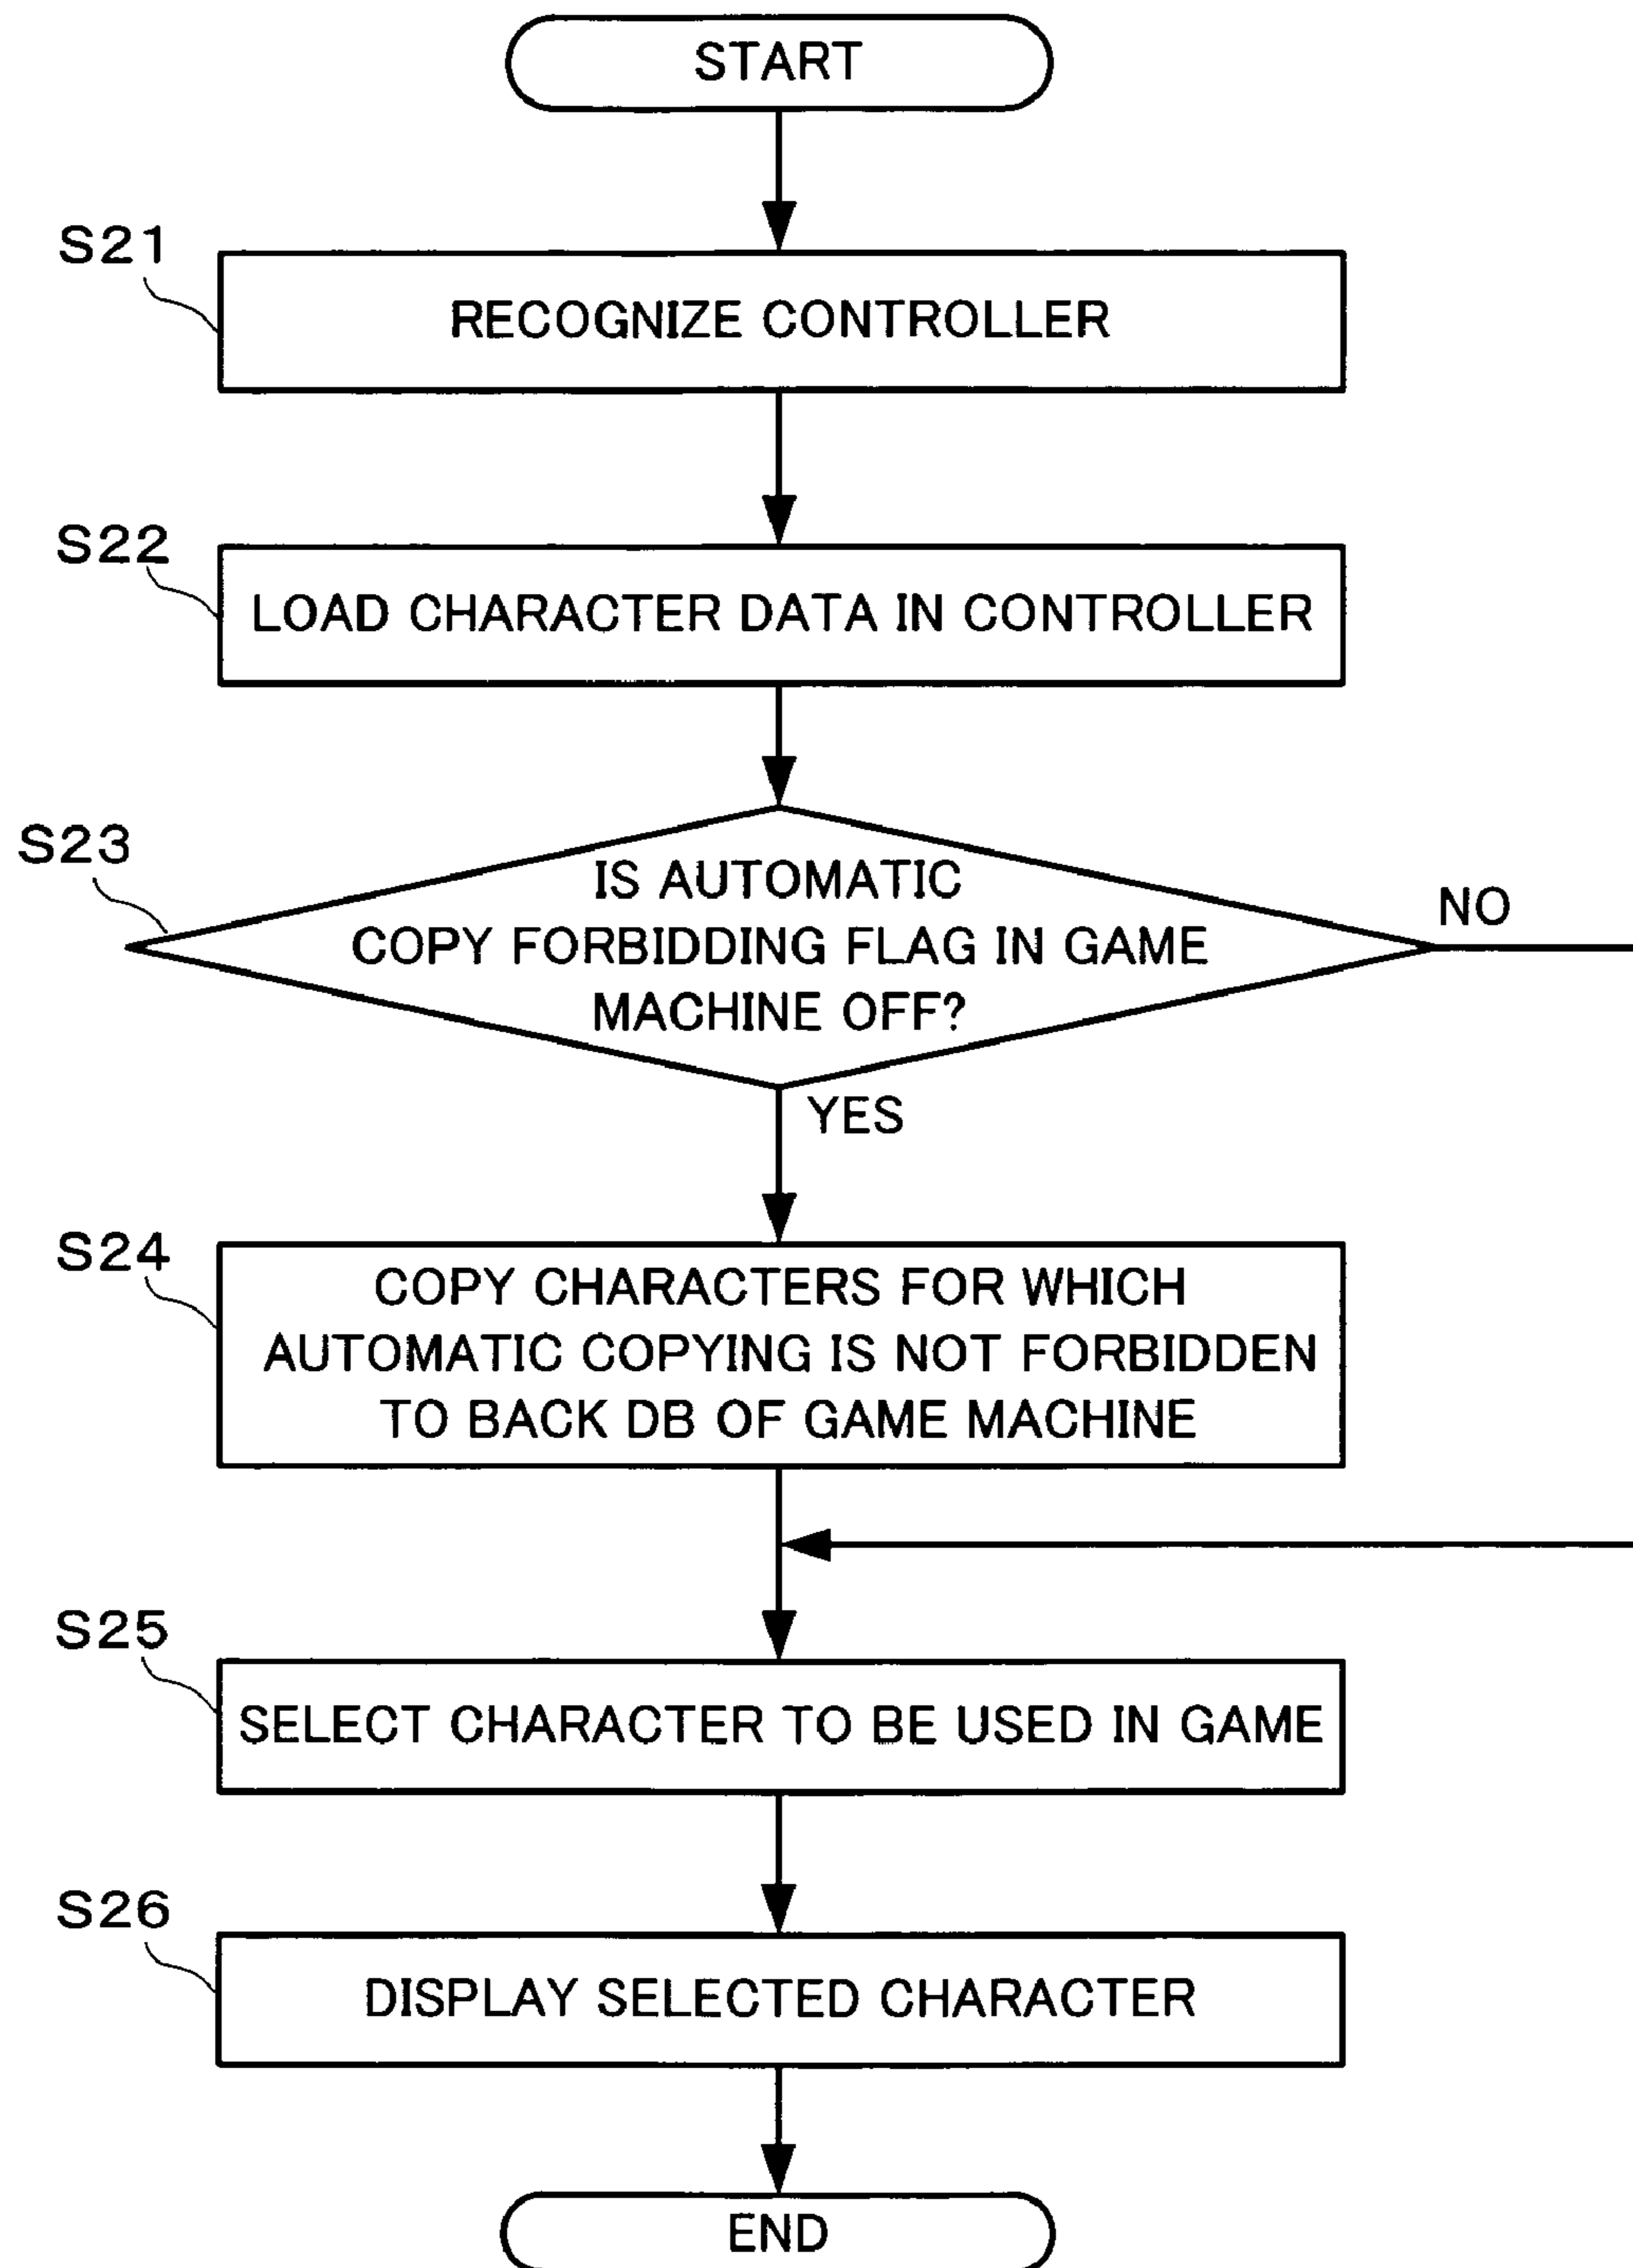 START
S21
RECOGNIZE CONTROLLER
S22
LOAD CHARACTER DATA IN CONTROLLER
S23
IS AUTOMATIC
COPY FORBIDDING FLAG IN GAME
MACHINE OFF?
NO
YES
S24
COPY CHARACTERS FOR WHICH
AUTOMATIC COPYING IS NOT FORBIDDEN
TO BACK DB OF GAME MACHINE
S25
SELECT CHARACTER TO BE USED IN GAME
S26
DISPLAY SELECTED CHARACTER
END